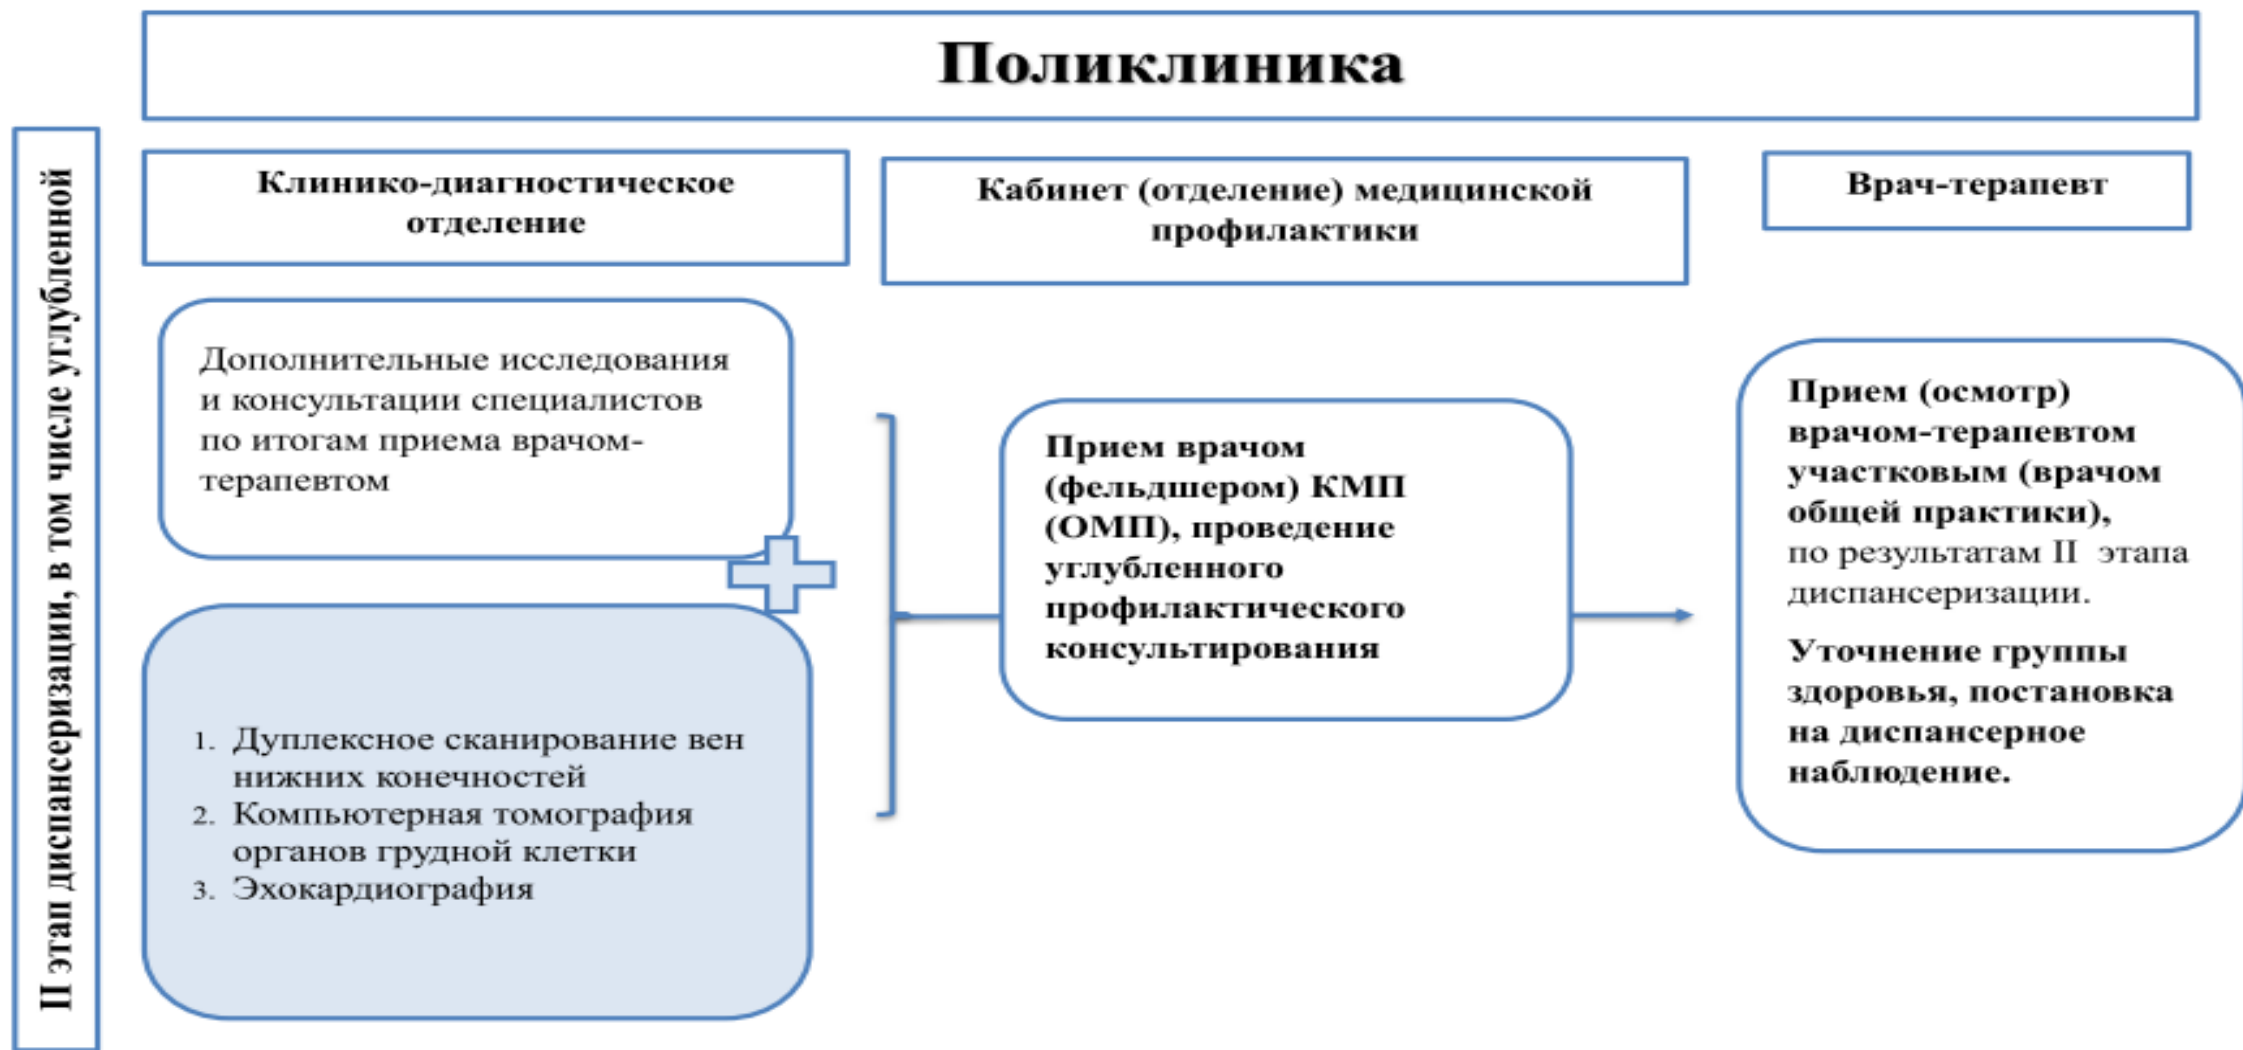 Поликлиника
II этап диспансеризации, в том числе углубленной
Клинико-диагностическое
отделение
Кабинет (отделение) медицинской
профилактики
Врач-терапевт
Дополнительные исследования
и консультации специалистов
по итогам приема врачом-
терапевтом
1. Дуплексное сканирование вен
нижних конечностей
2. Компьютерная томография
органов грудной клетки
3. Эхокардиография
Прием врачом
(фельдшером) КМП
(ОМП), проведение
углубленного
профилактического
консультирования
Прием (осмотр)
врачом-терапевтом
участковым (врачом
общей практики),
по результатам II этапа
диспансеризации.
Уточнение группы
здоровья, постановка
на диспансерное
наблюдение.